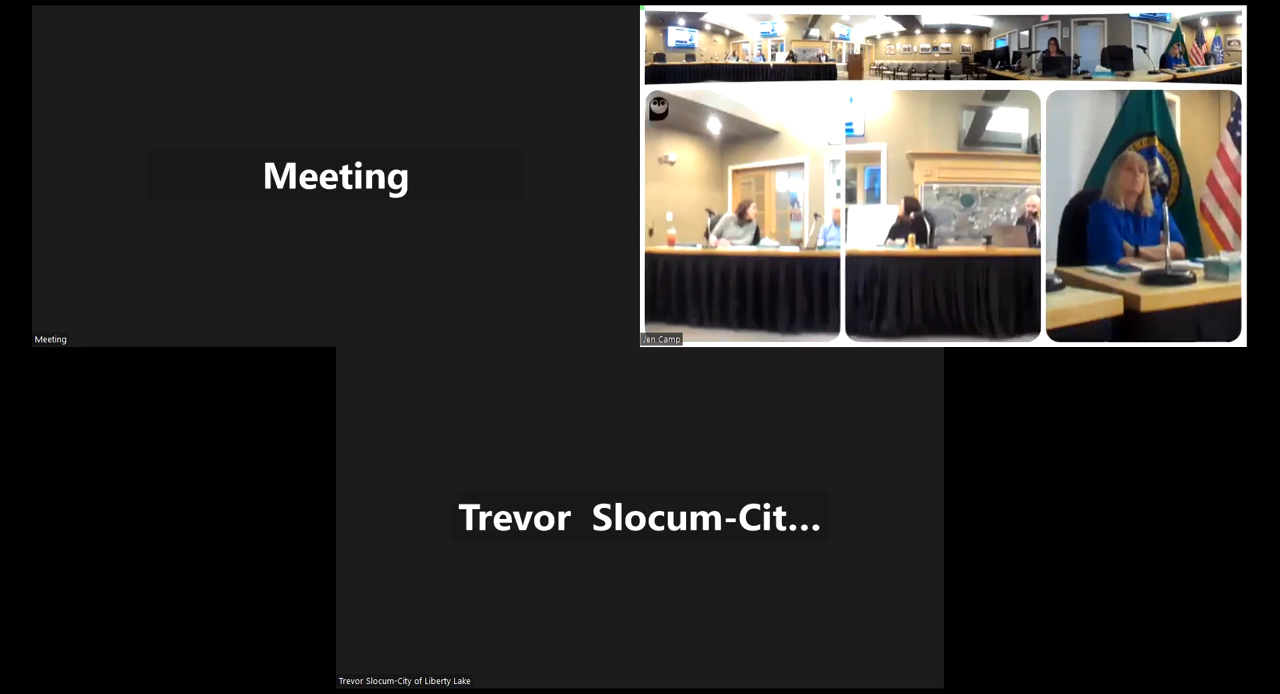 Meeting
Meeting
Jen Camp
Trevor Slocum-Cit...
Trevor Slocum-City of Liberty Lake